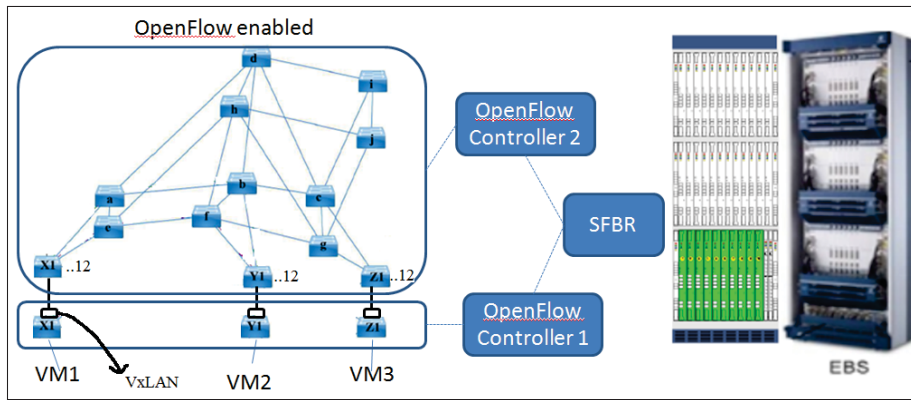 OpenFlow enabled
d
i
h
OpenFlow
Controller 2
j
a
b
c
e
f
g
SFBR
X1 ..12
Y1 ..12
Z1 ..12
X1
Y1
Z1
OpenFlow
Controller 1
VM1
VxLAN
VM2
VM3
EBS